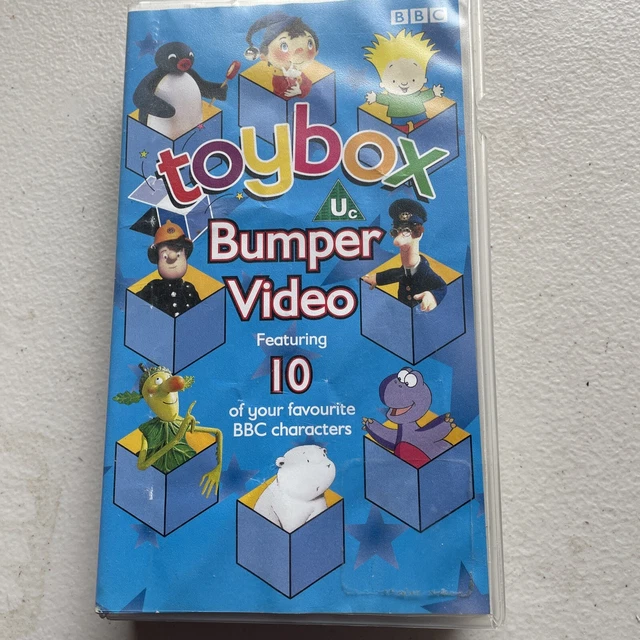 BBC
toybox
Uc
Bumper
Video
Featuring
10
of your favourite
BBC characters